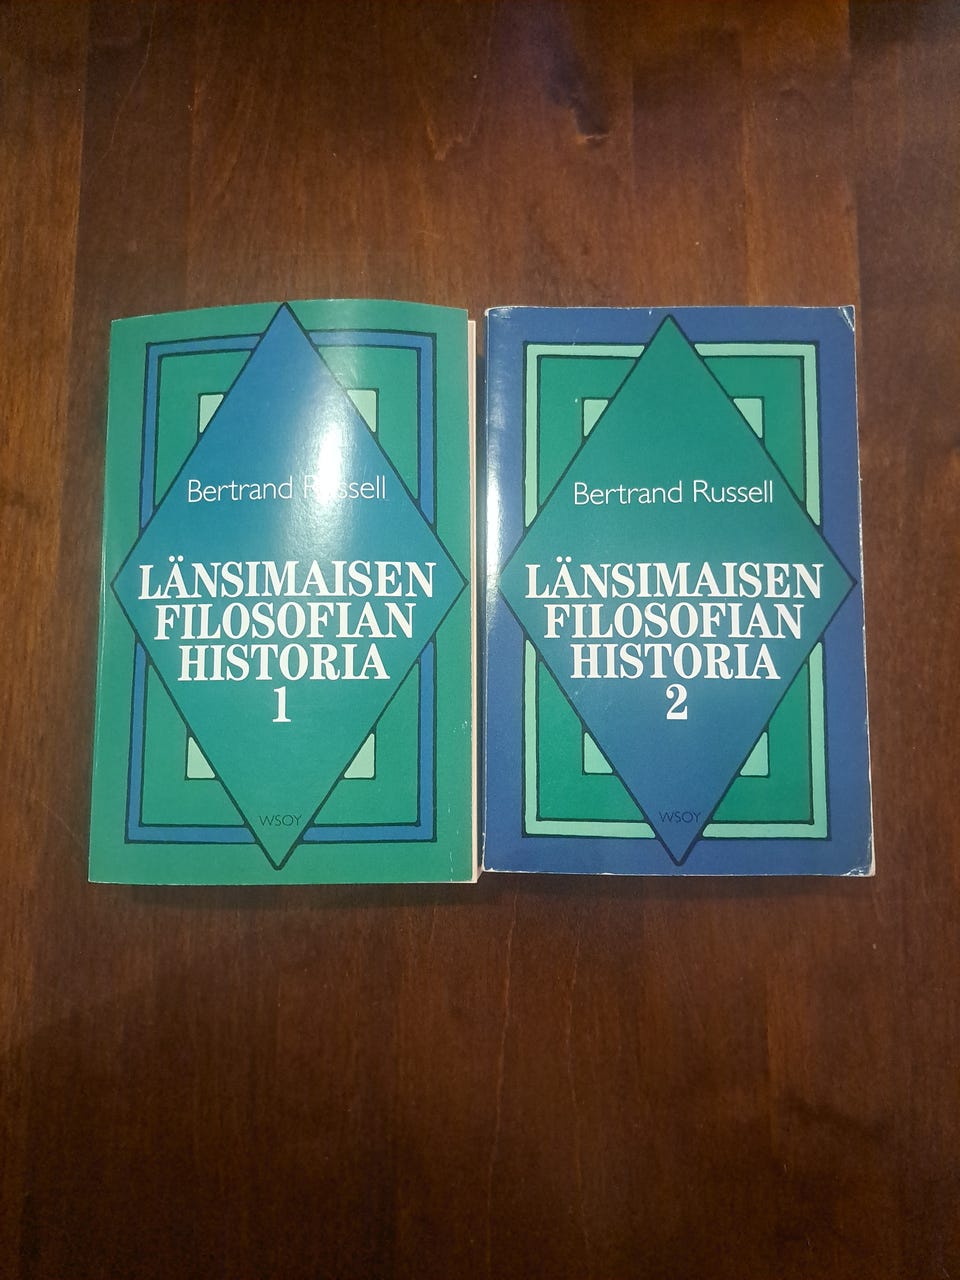 Bertrand Russell
LÄNSIMAISEN
FILOSOFIAN
HISTORIA
1
WSOY
Bertrand Russell
LÄNSIMAISEN
FILOSOFIAN
HISTORIA
2
WSOY